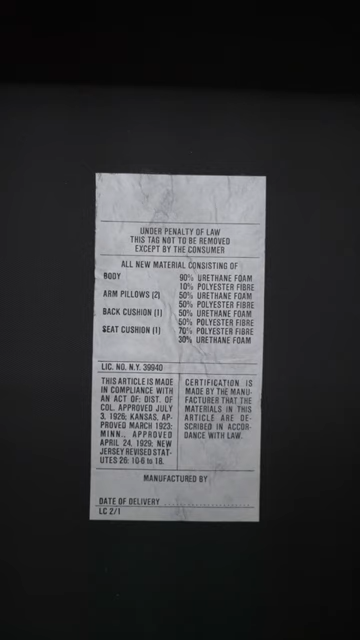 UNDER PENALTY OF LAW
THIS TAG NOT TO BE REMOVED
EXCEPT BY THE CONSUMER
ALL NEW MATERIAL CONSISTING OF
BODY 90% URETHANE FOAM
10% POLYESTER FIBRE
ARM PILLOWS (2) 50% URETHANE FOAM
50% POLYESTER FIBRE
BACK CUSHION (1) 50% URETHANE FOAM
50% POLYESTER FIBRE
SEAT CUSHION (1) 70% POLYESTER FIBRE
30% URETHANE FOAM
LIC. NO. N.Y. 39940
THIS ARTICLE IS MADE
IN COMPLIANCE WITH
AN ACT OF: DIST. OF
COL. APPROVED JULY
3, 1926; KANSAS, AP-
PROVED MARCH 1923;
MINN., APPROVED
APRIL 24, 1929; NEW
JERSEY REVISED STAT-
UTES 26: 10-6 to 18.
CERTIFICATION IS
MADE BY THE MANU-
FACTURER THAT THE
MATERIALS IN THIS
ARTICLE ARE DE-
SCRIBED IN ACCOR-
DANCE WITH LAW.
MANUFACTURED BY
DATE OF DELIVERY ........................
LC 2/1